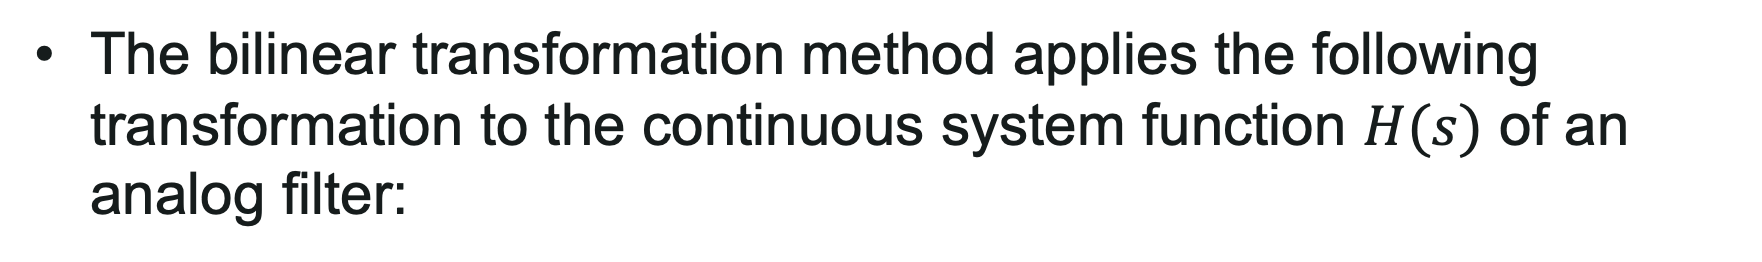 • The bilinear transformation method applies the following
transformation to the continuous system function H(s) of an
analog filter: